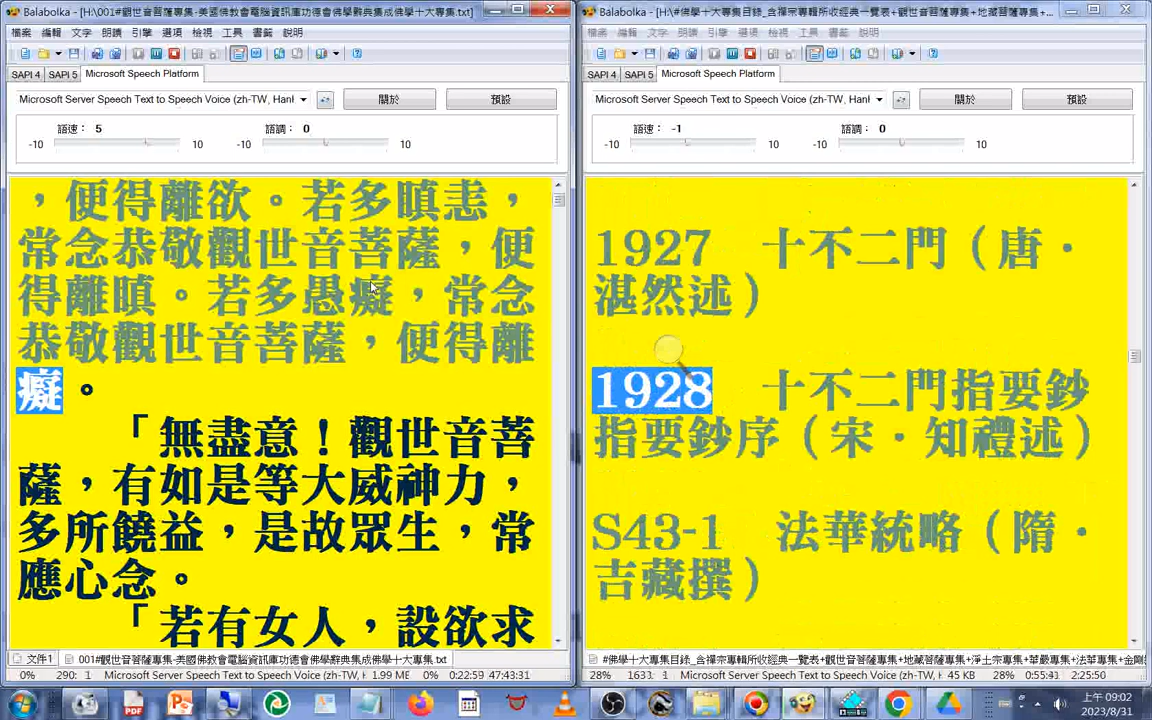 Balabolka - [H:\001#觀世音菩薩專集-美國佛教會電腦資訊庫功德會佛學辭典集成佛學十大專集.txt]
檔案 編輯 文字 朗讀 引擎 選項 檢視 工具 書籤 說明
SAPI 4 SAPI 5 Microsoft Speech Platform
Microsoft Server Speech Text to Speech Voice (zh-TW, Hanl
關於 預設
語速： 5 語調： 0
-10 10 -10 10
，便得離欲。若多瞋恚，
常念恭敬觀世音菩薩，便
得離瞋。若多愚癡，常念
恭敬觀世音菩薩，便得離
癡。
「無盡意！觀世音菩
薩，有如是等大威神力，
多所饒益，是故眾生，常
應心念。
「若有女人，設欲求
文件1 001#觀世音菩薩專集-美國佛教會電腦資訊庫功德會佛學辭典集成佛學十大專集.txt
0% 290: 1 Microsoft Server Speech Text to Speech Voice (zh-TW, H 1.99 ME 0% 0:22:59 47:43:31
Balabolka - [H:\#佛學十大專集目錄_含禪宗專輯所收經典一覽表+觀世音菩薩專集+地藏菩薩專集+...
檔案 編輯 文字 朗讀 引擎 選項 檢視 工具 書籤 說明
SAPI 4 SAPI 5 Microsoft Speech Platform
Microsoft Server Speech Text to Speech Voice (zh-TW, Hanl
關於 預設
語速： -1 語調： 0
-10 10 -10 10
1927 十不二門（唐．
湛然述）
1928 十不二門指要鈔
指要鈔序（宋．知禮述）
S43-1 法華統略（隋．
吉藏撰）
#佛學十大專集目錄_含禪宗專輯所收經典一覽表+觀世音菩薩專集+地藏菩薩專集+淨土宗專集+華嚴專集+法華專集+金剛
28% 1631: 1 Microsoft Server Speech Text to Speech Voice (zh-TW, 45 KB 28% 0:55:41 2:25:50
上午 09:02
2023/8/31